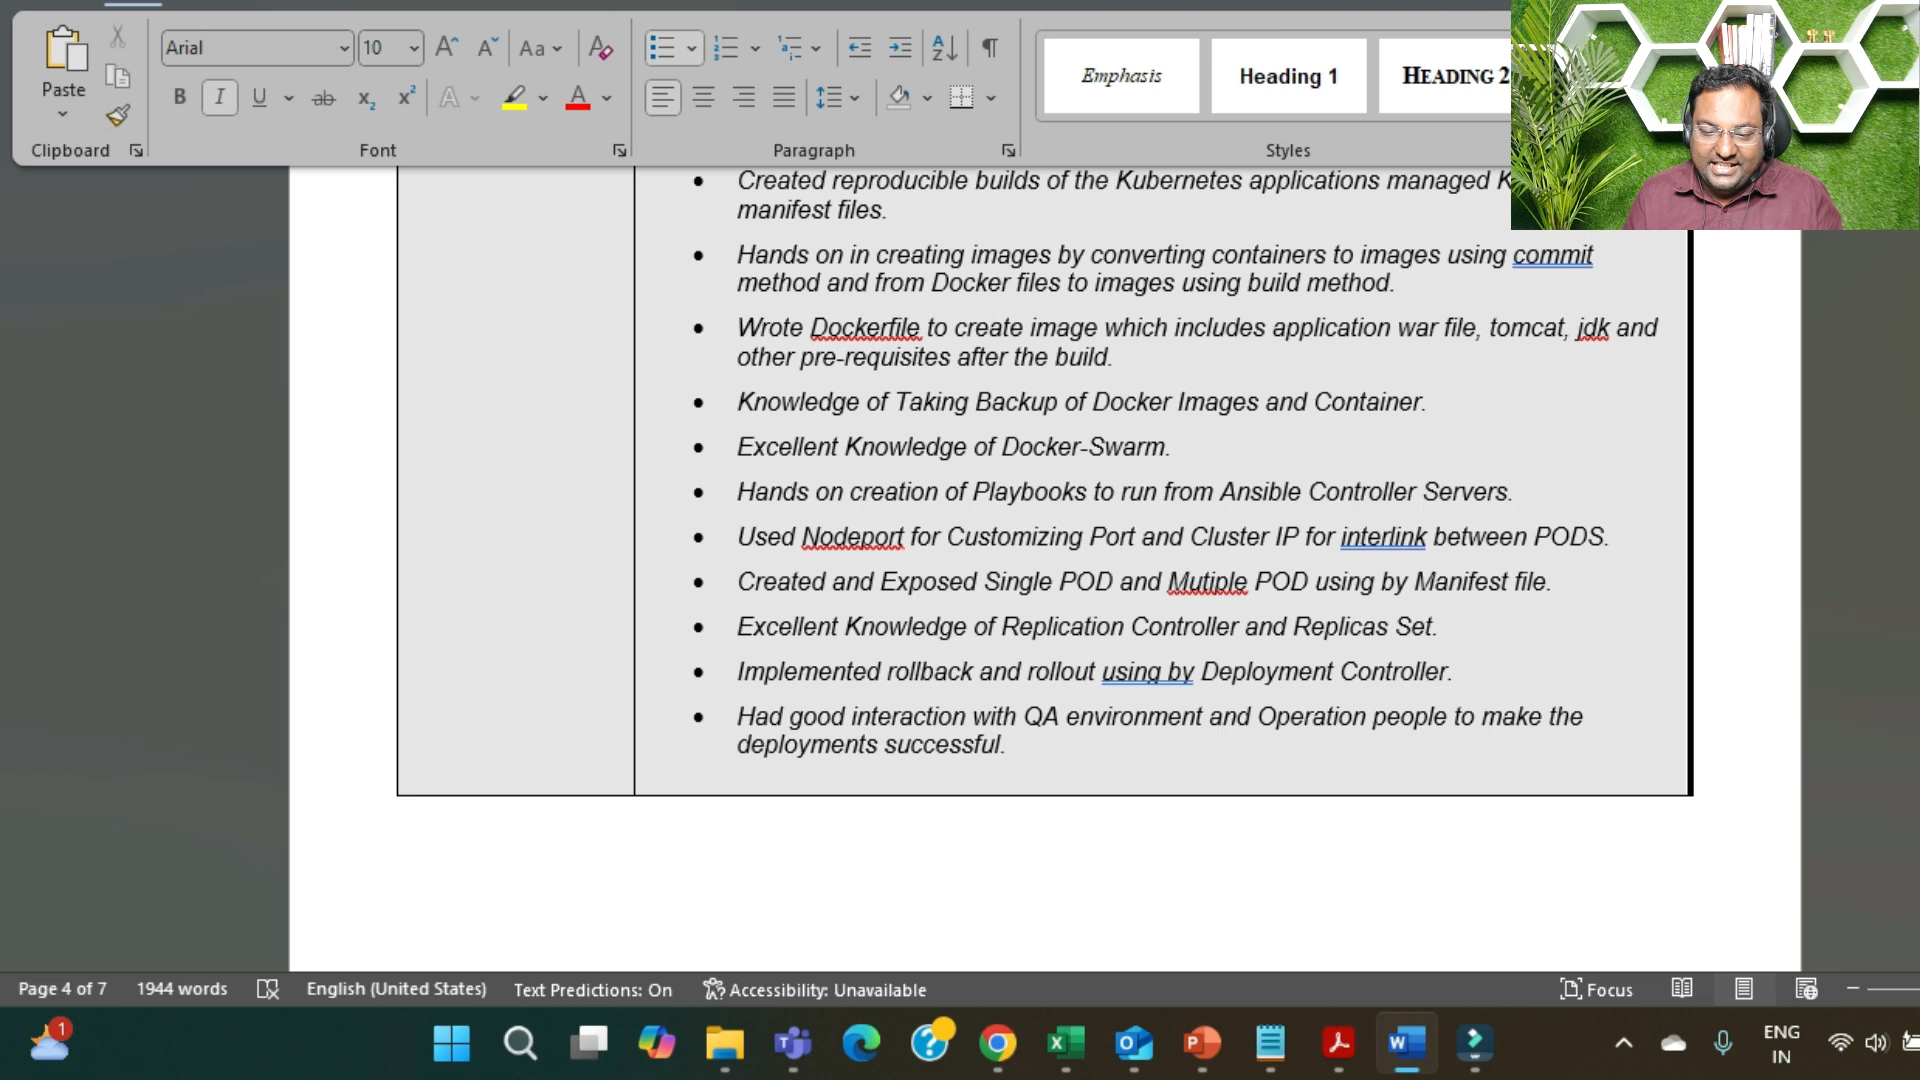 Arial
10
Aa
Paste
B I U ab x₂ x² A A
Clipboard
Font
Paragraph
Styles
Emphasis
Heading 1
HEADING 2
• Created reproducible builds of the Kubernetes applications managed K
manifest files.
• Hands on in creating images by converting containers to images using commit
method and from Docker files to images using build method.
• Wrote Dockerfile to create image which includes application war file, tomcat, jdk and
other pre-requisites after the build.
• Knowledge of Taking Backup of Docker Images and Container.
• Excellent Knowledge of Docker-Swarm.
• Hands on creation of Playbooks to run from Ansible Controller Servers.
• Used Nodeport for Customizing Port and Cluster IP for interlink between PODS.
• Created and Exposed Single POD and Mutiple POD using by Manifest file.
• Excellent Knowledge of Replication Controller and Replicas Set.
• Implemented rollback and rollout using by Deployment Controller.
• Had good interaction with QA environment and Operation people to make the
deployments successful.
Page 4 of 7
1944 words
English (United States)
Text Predictions: On
Accessibility: Unavailable
Focus
1
ENG
IN